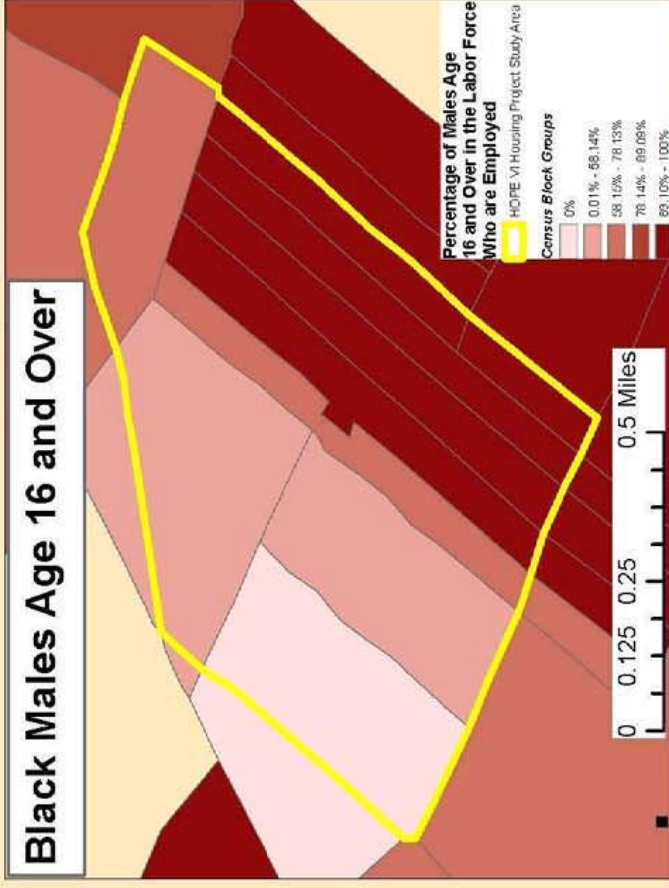 Black Males Age 16 and Over
Percentage of Males Age
16 and Over in the Labor Force
Who are Employed
HOPE VI Housing Project Study Area
Census Block Groups
0%
0.01% - 58.14%
58.15% - 78.13%
78.14% - 89.09%
89.10% - 100%
0 0.125 0.25 0.5 Miles